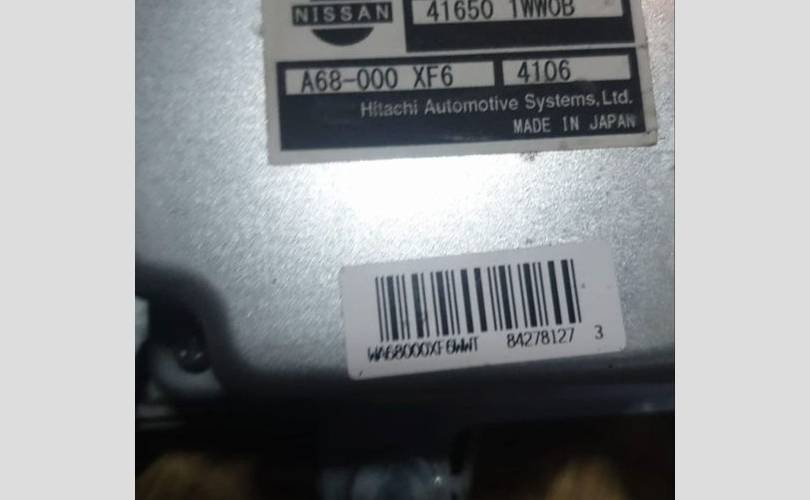 NISSAN 41650 1WW0B
A68-000 XF6 4106
Hitachi Automotive Systems,Ltd.
MADE IN JAPAN
WA68000XF6WWT 84278127 3